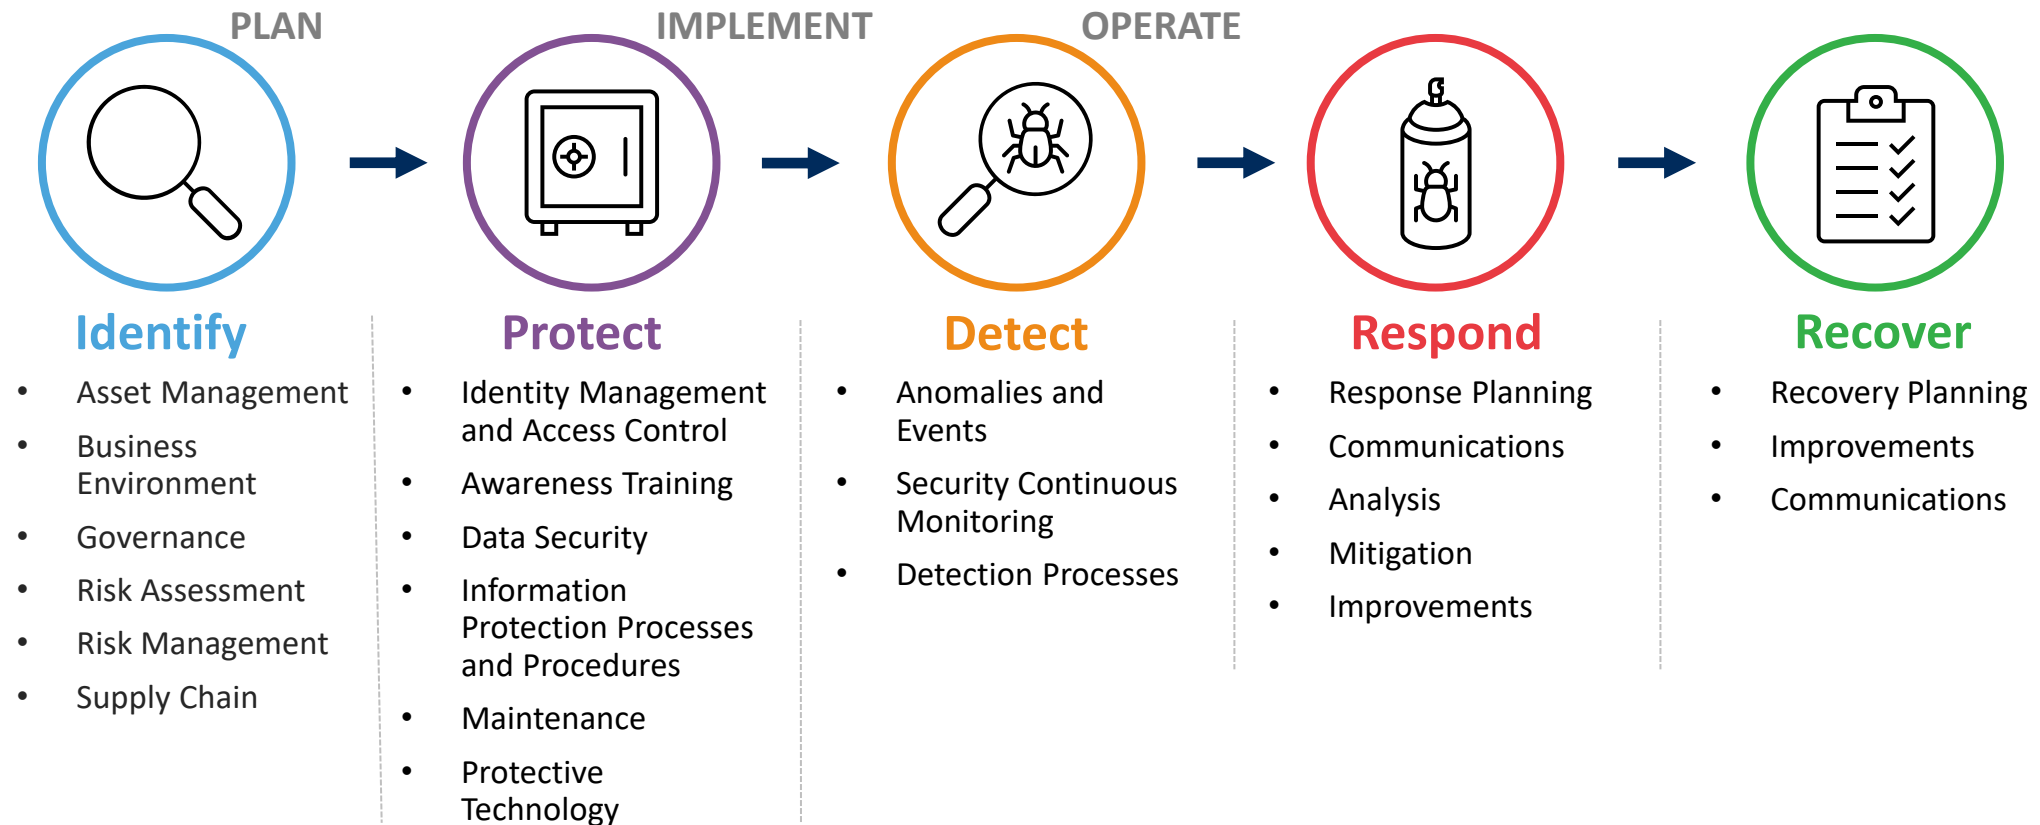 PLAN
IMPLEMENT
OPERATE
Identify
• Asset Management
• Business
Environment
• Governance
• Risk Assessment
• Risk Management
• Supply Chain
Protect
• Identity Management
and Access Control
• Awareness Training
• Data Security
• Information
Protection Processes
and Procedures
• Maintenance
• Protective
Technology
Detect
• Anomalies and
Events
• Security Continuous
Monitoring
• Detection Processes
Respond
• Response Planning
• Communications
• Analysis
• Mitigation
• Improvements
Recover
• Recovery Planning
• Improvements
• Communications